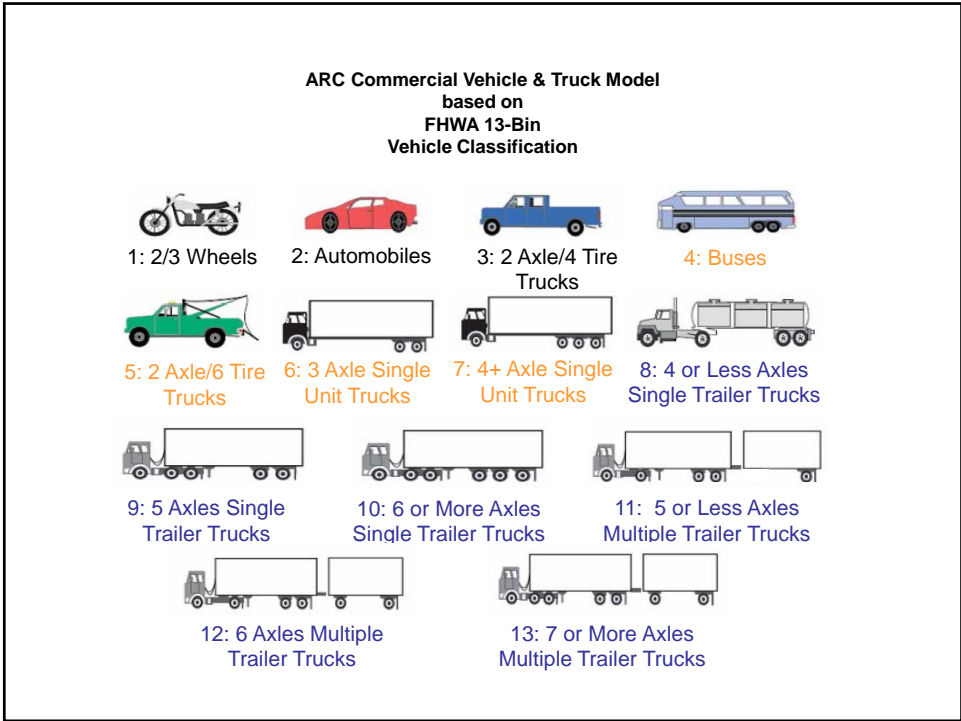 ARC Commercial Vehicle & Truck Model
based on
FHWA 13-Bin
Vehicle Classification
1: 2/3 Wheels
2: Automobiles
3: 2 Axle/4 Tire
Trucks
4: Buses
5: 2 Axle/6 Tire
Trucks
6: 3 Axle Single
Unit Trucks
7: 4+ Axle Single
Unit Trucks
8: 4 or Less Axles
Single Trailer Trucks
9: 5 Axles Single
Trailer Trucks
10: 6 or More Axles
Single Trailer Trucks
11: 5 or Less Axles
Multiple Trailer Trucks
12: 6 Axles Multiple
Trailer Trucks
13: 7 or More Axles
Multiple Trailer Trucks